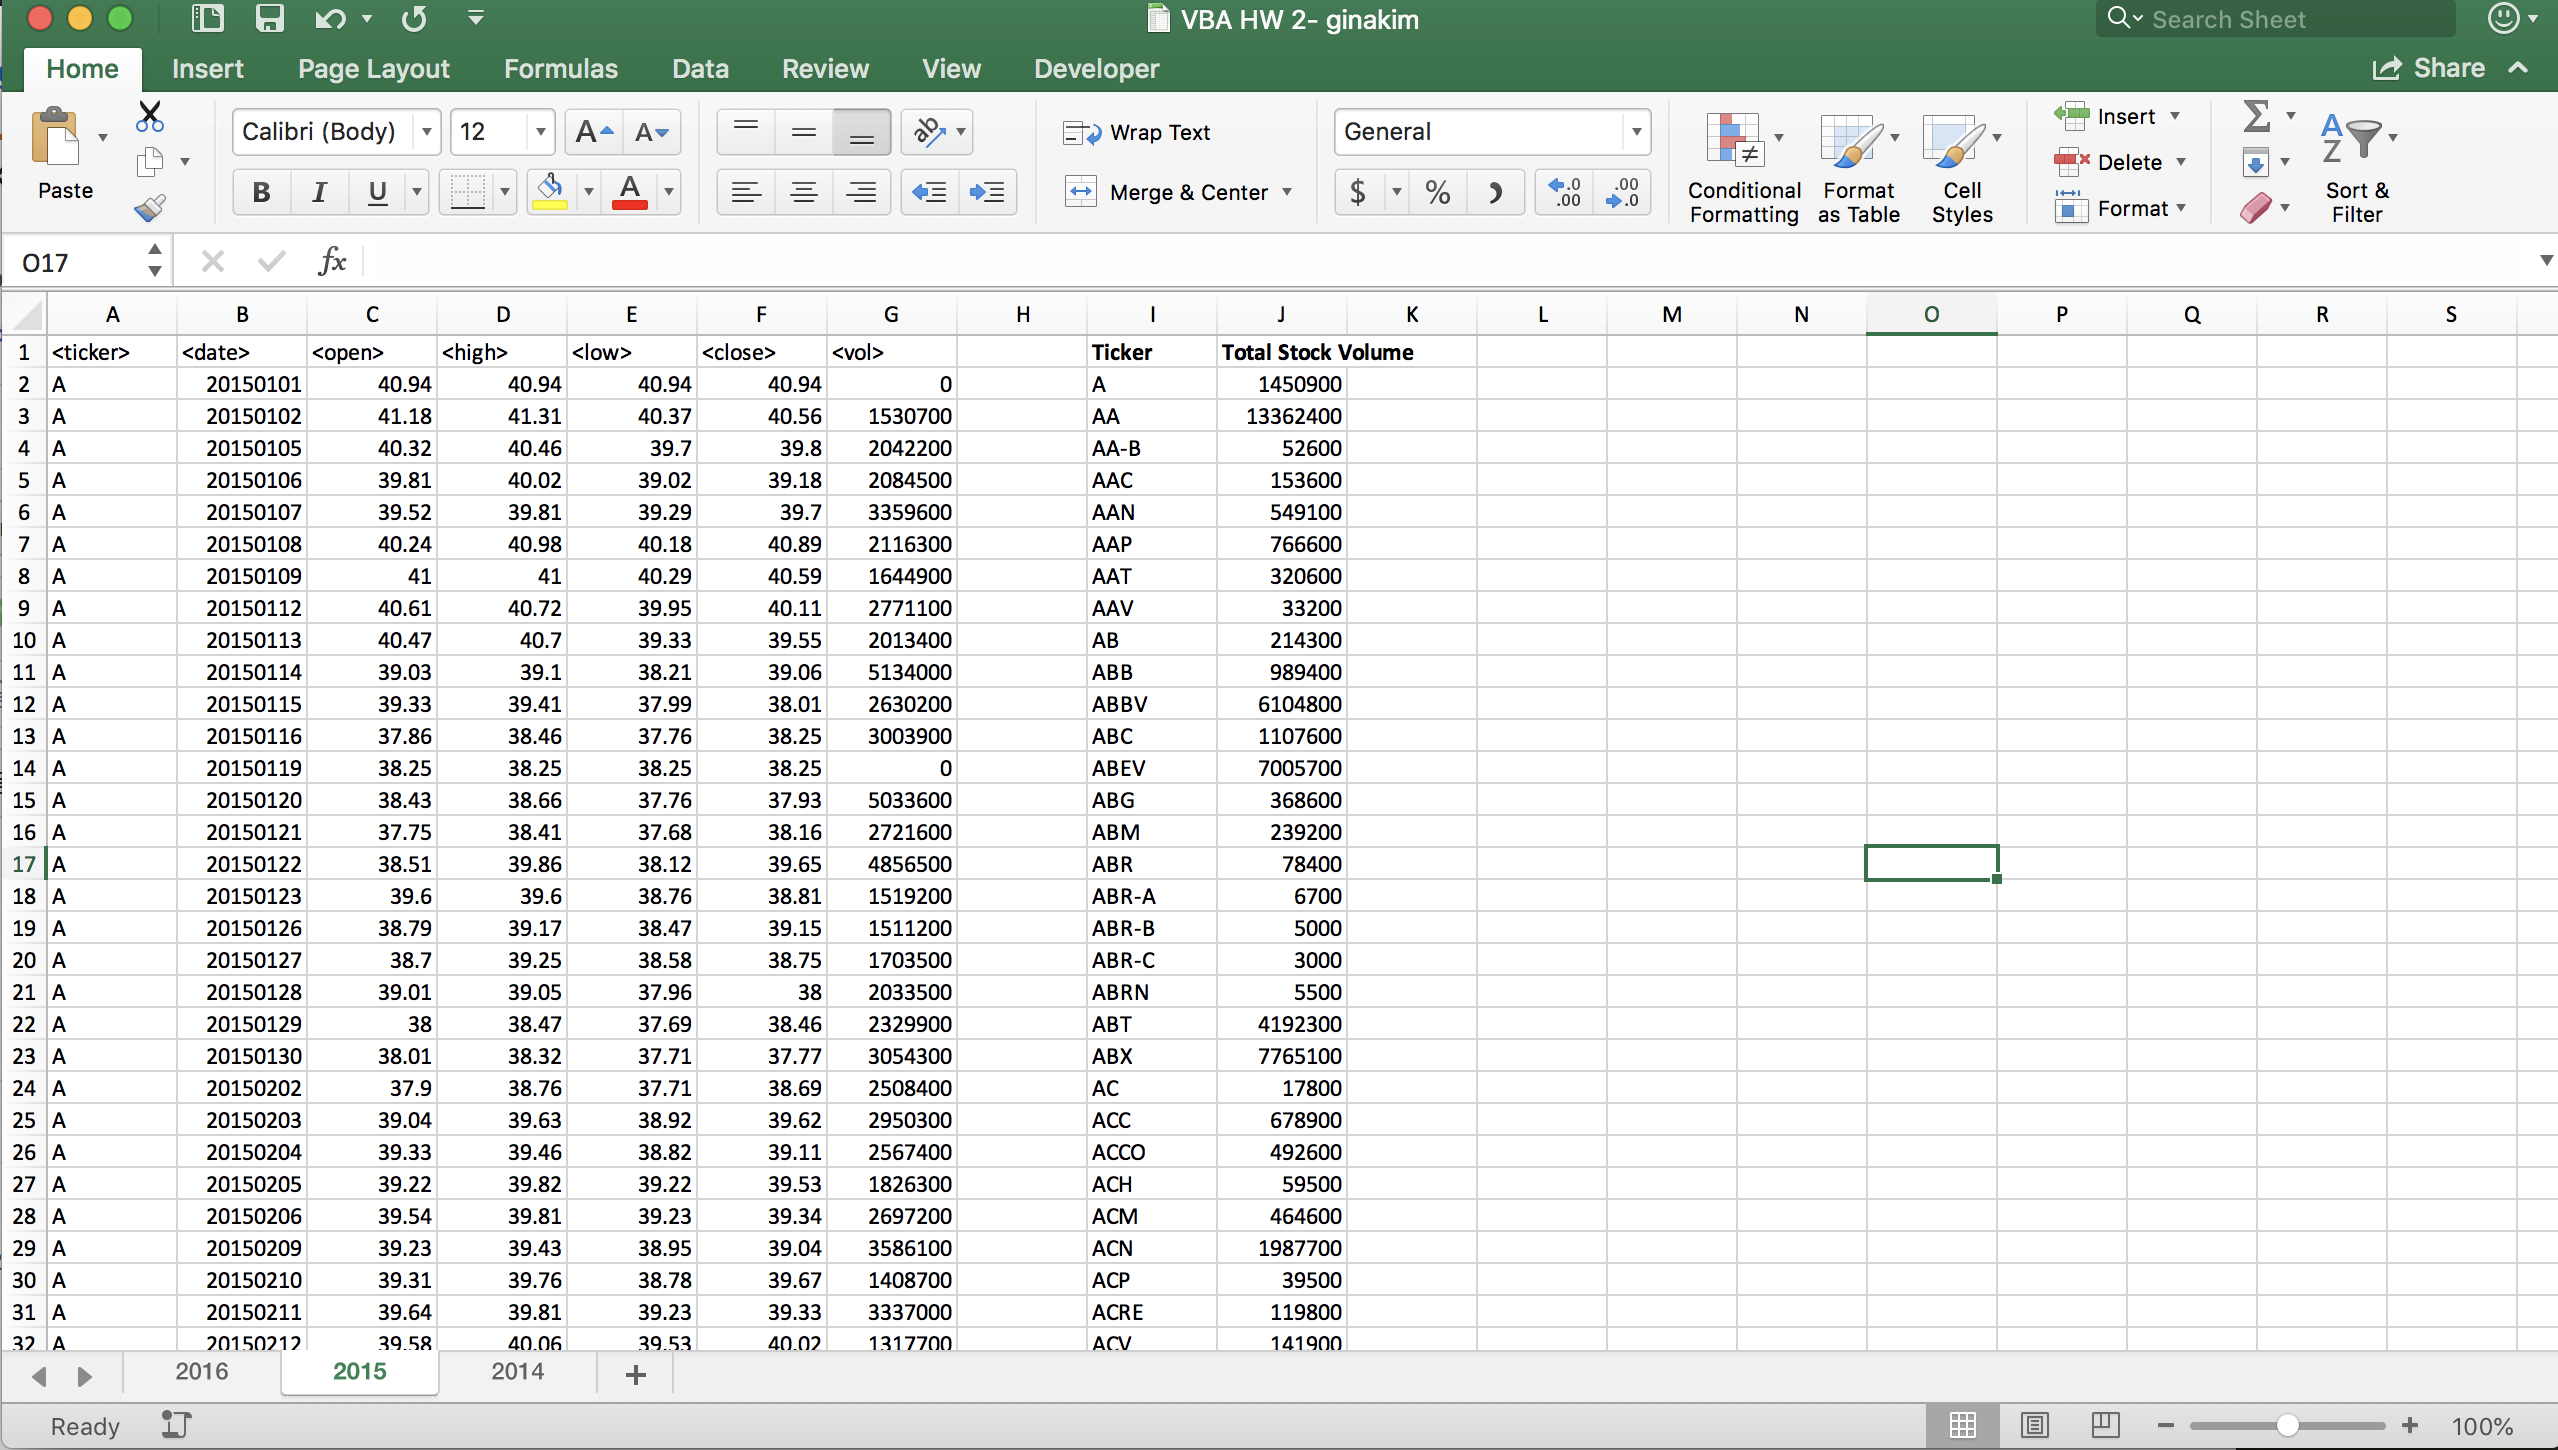 VBA HW 2- ginakim
Search Sheet
Home Insert Page Layout Formulas Data Review View Developer Share
Paste
Calibri (Body) 12
Wrap Text
Merge & Center
General
Conditional Formatting
Format as Table
Cell Styles
Insert
Delete
Format
Sort & Filter
O17 fx
A B C D E F G H I J K L M N O P Q R S
1 <ticker> <date> <open> <high> <low> <close> <vol> Ticker Total Stock Volume
2 A 20150101 40.94 40.94 40.94 40.94 0 A 1450900
3 A 20150102 41.18 41.31 40.37 40.56 1530700 AA 13362400
4 A 20150105 40.32 40.46 39.7 39.8 2042200 AA-B 52600
5 A 20150106 39.81 40.02 39.02 39.18 2084500 AAC 153600
6 A 20150107 39.52 39.81 39.29 39.7 3359600 AAN 549100
7 A 20150108 40.24 40.98 40.18 40.89 2116300 AAP 766600
8 A 20150109 41 41 40.29 40.59 1644900 AAT 320600
9 A 20150112 40.61 40.72 39.95 40.11 2771100 AAV 33200
10 A 20150113 40.47 40.7 39.33 39.55 2013400 AB 214300
11 A 20150114 39.03 39.1 38.21 39.06 5134000 ABB 989400
12 A 20150115 39.33 39.41 37.99 38.01 2630200 ABBV 6104800
13 A 20150116 37.86 38.46 37.76 38.25 3003900 ABC 1107600
14 A 20150119 38.25 38.25 38.25 38.25 0 ABEV 7005700
15 A 20150120 38.43 38.66 37.76 37.93 5033600 ABG 368600
16 A 20150121 37.75 38.41 37.68 38.16 2721600 ABM 239200
17 A 20150122 38.51 39.86 38.12 39.65 4856500 ABR 78400
18 A 20150123 39.6 39.6 38.76 38.81 1519200 ABR-A 6700
19 A 20150126 38.79 39.17 38.47 39.15 1511200 ABR-B 5000
20 A 20150127 38.7 39.25 38.58 38.75 1703500 ABR-C 3000
21 A 20150128 39.01 39.05 37.96 38 2033500 ABRN 5500
22 A 20150129 38 38.47 37.69 38.46 2329900 ABT 4192300
23 A 20150130 38.01 38.32 37.71 37.77 3054300 ABX 7765100
24 A 20150202 37.9 38.76 37.71 38.69 2508400 AC 17800
25 A 20150203 39.04 39.63 38.92 39.62 2950300 ACC 678900
26 A 20150204 39.33 39.46 38.82 39.11 2567400 ACCO 492600
27 A 20150205 39.22 39.82 39.22 39.53 1826300 ACH 59500
28 A 20150206 39.54 39.81 39.23 39.34 2697200 ACM 464600
29 A 20150209 39.23 39.43 38.95 39.04 3586100 ACN 1987700
30 A 20150210 39.31 39.76 38.78 39.67 1408700 ACP 39500
31 A 20150211 39.64 39.81 39.23 39.33 3337000 ACRE 119800
32 A 20150212 39.58 40.06 39.53 40.02 1317700 ACV 141900
2016 2015 2014 +
Ready 100%